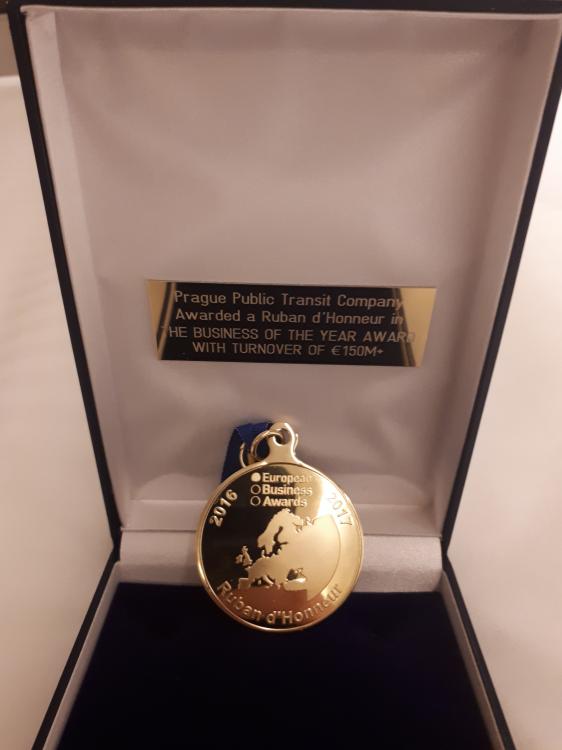 Prague Public Transit Company
Awarded a Ruban d'Honneur in
THE BUSINESS OF THE YEAR AWARD
WITH TURNOVER OF €150M+
European
Business
Awards
2016
2017
Ruban d'Honneur